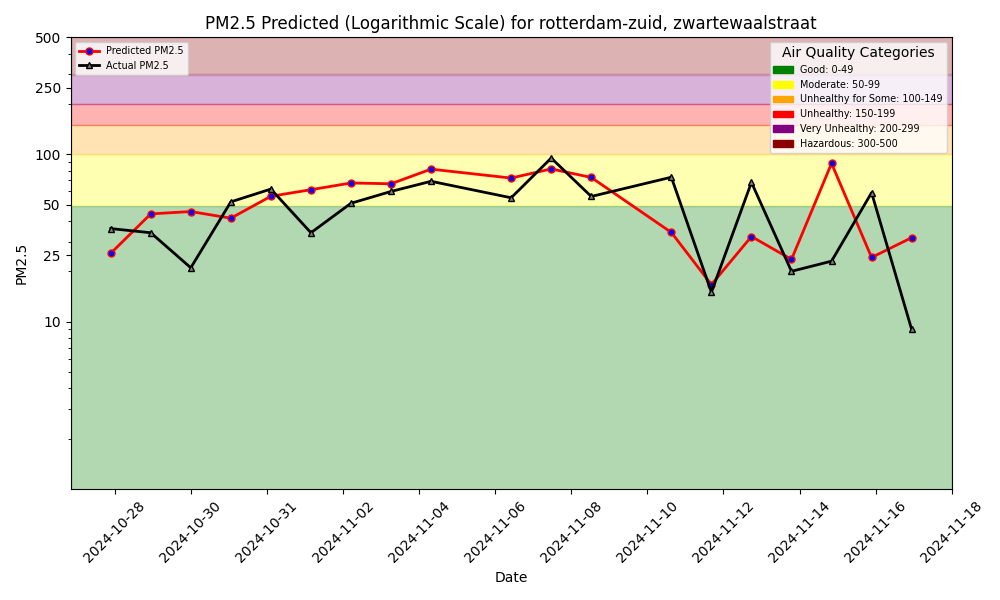 PM2.5 Predicted (Logarithmic Scale) for rotterdam-zuid, zwartewaalstraat
Predicted PM2.5
Actual PM2.5
Air Quality Categories
Good: 0-49
Moderate: 50-99
Unhealthy for Some: 100-149
Unhealthy: 150-199
Very Unhealthy: 200-299
Hazardous: 300-500
500
250
100
50
25
10
PM2.5
2024-10-28
2024-10-30
2024-10-31
2024-11-02
2024-11-04
2024-11-06
2024-11-08
2024-11-10
2024-11-12
2024-11-14
2024-11-16
2024-11-18
Date